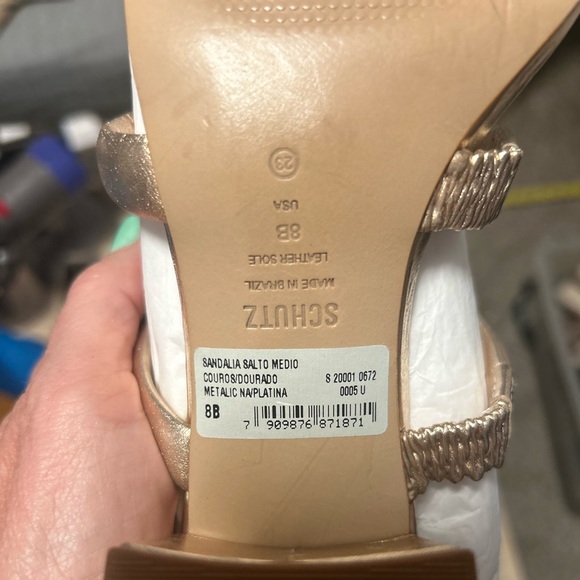 23
USA
8B
LEATHER SOLE
MADE IN BRAZIL
SCHUTZ
SANDALIA SALTO MEDIO
COUROS/DOURADO S 20001 0672
METALIC NA/PLATINA 0005 U
8B
7 909876 871871